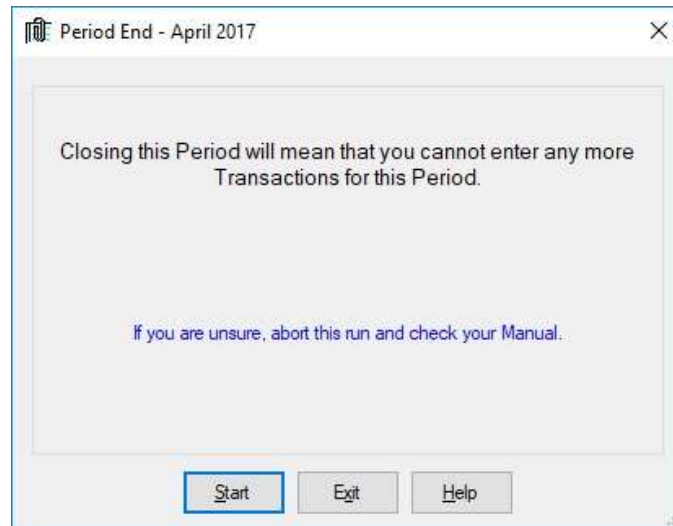 Period End - April 2017
Closing this Period will mean that you cannot enter any more
Transactions for this Period.
If you are unsure, abort this run and check your Manual.
Start
Exit
Help